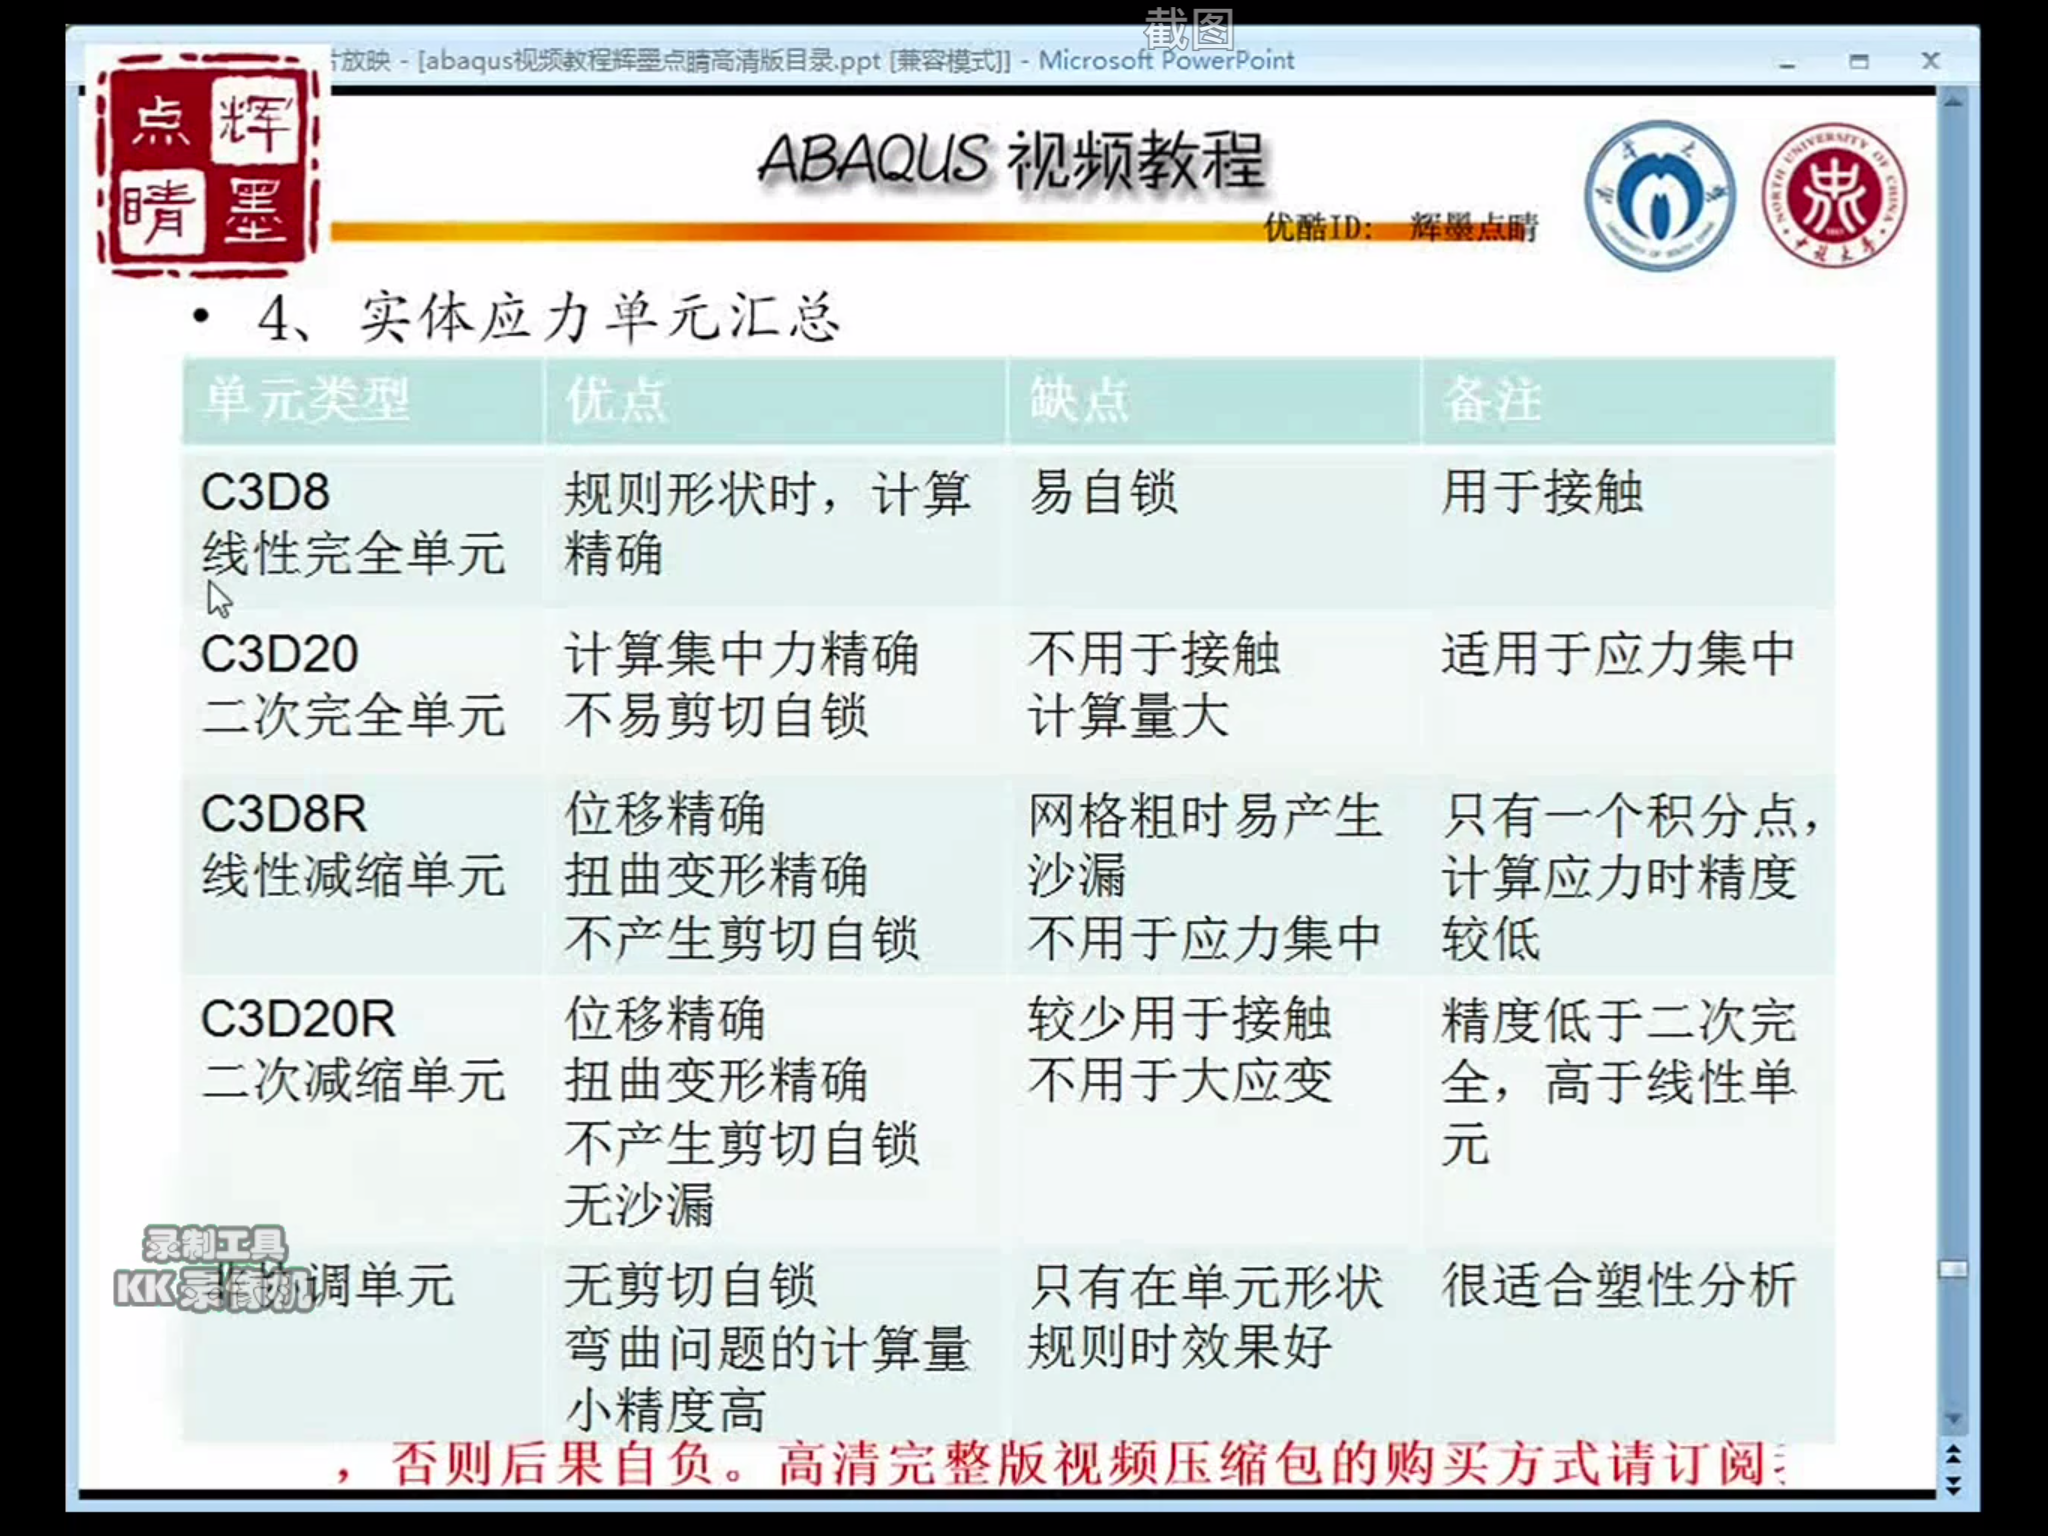 截图
片放映 - [abaqus视频教程辉墨点睛高清版目录.ppt [兼容模式]] - Microsoft PowerPoint
点 辉
睛 墨
ABAQUS 视频教程
优酷ID: 辉墨点睛
NORTH UNIVERSITY OF CHINA
中北大学
• 4、 实体应力单元汇总
单元类型 优点 缺点 备注
C3D8 规则形状时，计算 易自锁 用于接触
线性完全单元 精确
C3D20 计算集中力精确 不用于接触 适用于应力集中
二次完全单元 不易剪切自锁 计算量大
C3D8R 位移精确 网格粗时易产生 只有一个积分点，
线性减缩单元 扭曲变形精确 沙漏 计算应力时精度
不产生剪切自锁 不用于应力集中 较低
C3D20R 位移精确 较少用于接触 精度低于二次完
二次减缩单元 扭曲变形精确 不用于大应变 全，高于线性单
不产生剪切自锁 元
无沙漏
录制工具
KK录像机
调单元 无剪切自锁 只有在单元形状 很适合塑性分析
弯曲问题的计算量 规则时效果好
小精度高
，否则后果自负。高清完整版视频压缩包的购买方式请订阅